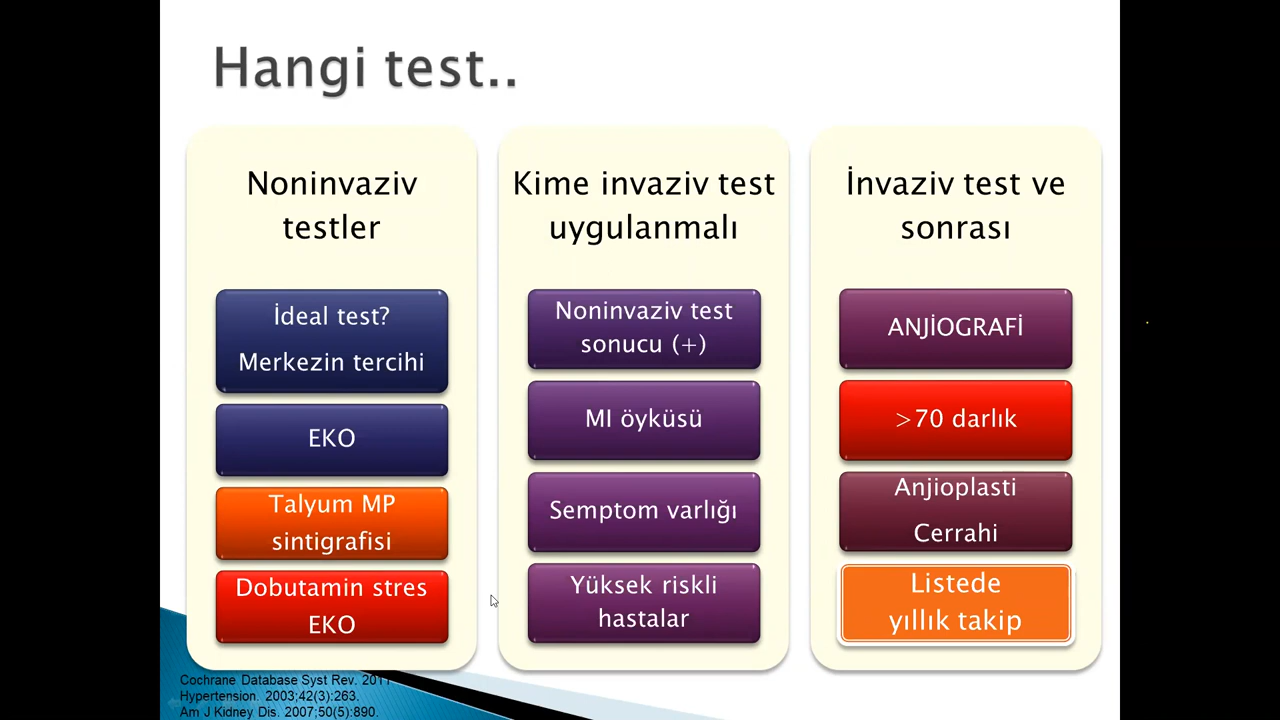 Hangi test..
Noninvaziv
testler
İdeal test?
Merkezin tercihi
EKO
Talyum MP
sintigrafisi
Dobutamin stres
EKO
Kime invaziv test
uygulanmalı
Noninvaziv test
sonucu (+)
MI öyküsü
Semptom varlığı
Yüksek riskli
hastalar
İnvaziv test ve
sonrası
ANJİOGRAFİ
>70 darlık
Anjioplasti
Cerrahi
Listede
yıllık takip
Cochrane Database Syst Rev. 2011
Hypertension. 2003;42(3):263.
Am J Kidney Dis. 2007;50(5):890.